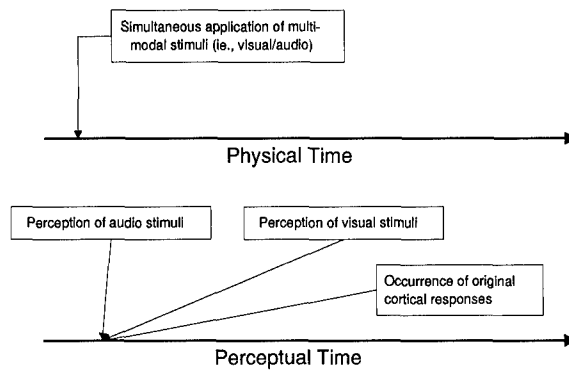 Simultaneous application of multi-
modal stimuli (ie., visual/audio)
Physical Time
Perception of audio stimuli
Perception of visual stimuli
Occurrence of original
cortical responses
Perceptual Time